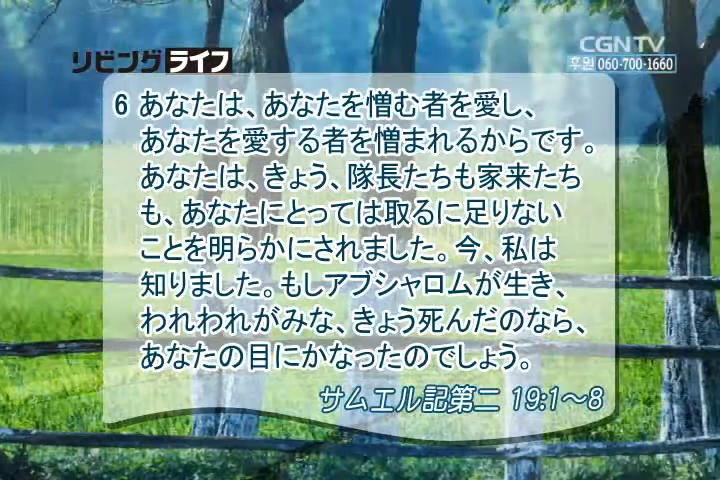 リビングライフ
CGNTV
후원 060-700-1660
6 あなたは、あなたを憎む者を愛し、
あなたを愛する者を憎まれるからです。
あなたは、きょう、隊長たちも家来たち
も、あなたにとっては取るに足りない
ことを明らかにされました。今、私は
知りました。もしアブシャロムが生き、
われわれがみな、きょう死んだのなら、
あなたの目にかなったのでしょう。
サムエル記第二 19:1～8